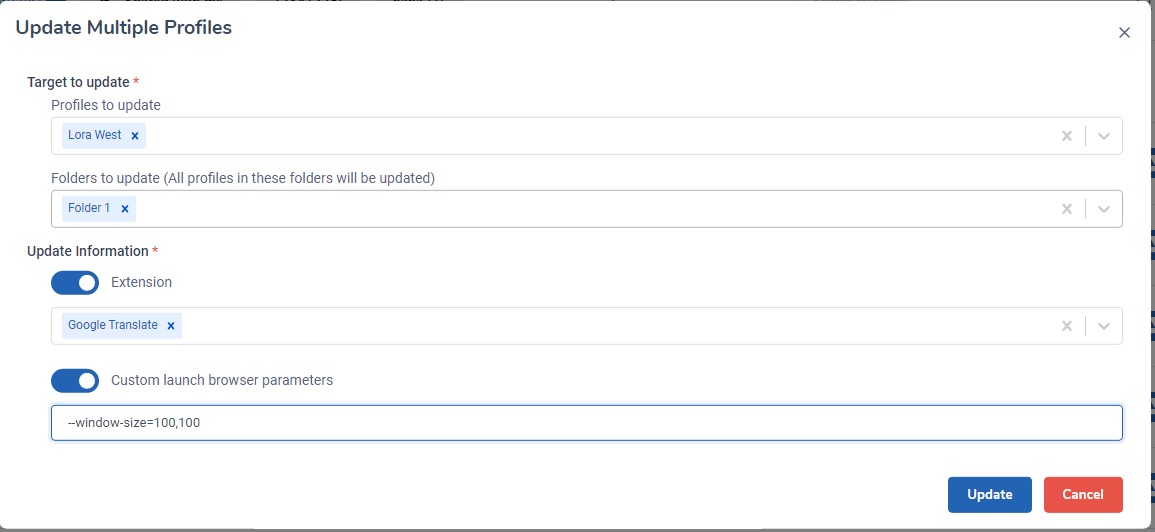 Update Multiple Profiles
Target to update *
Profiles to update
Lora West
Folders to update (All profiles in these folders will be updated)
Folder 1
Update Information *
Extension
Google Translate
Custom launch browser parameters
--window-size=100,100
Update Cancel